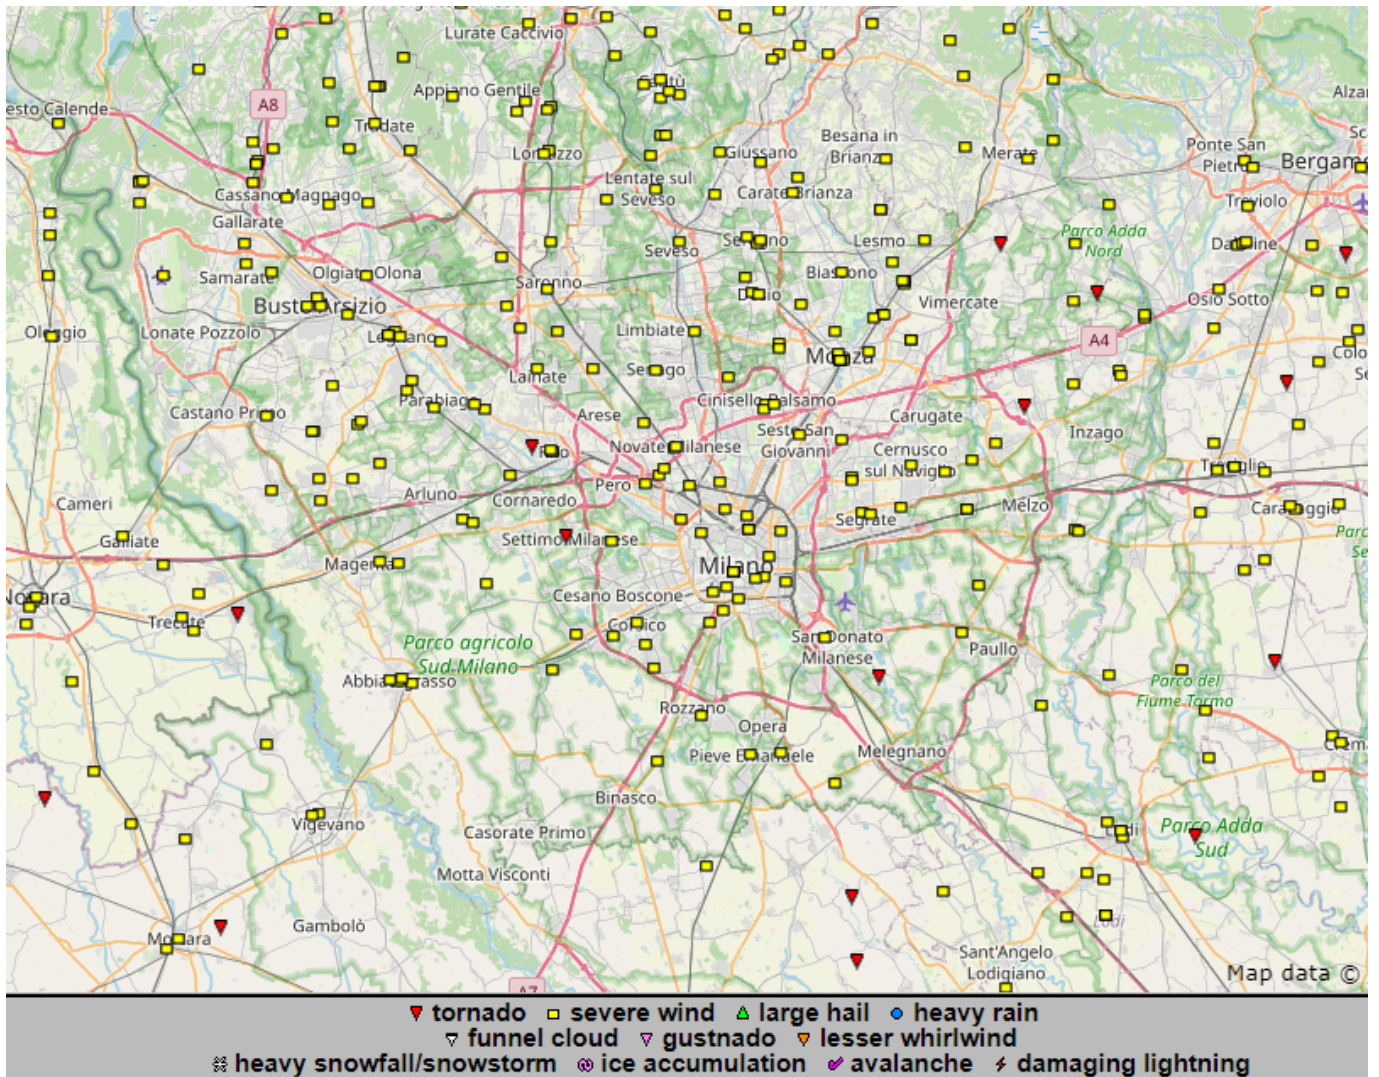 Lurate Caccivio
Cantù
A8
Appiano Gentile
esto Calende
Alzan
Tradate
Besana in
Brianza
Ponte San
Pietro
Lomazzo
Giussano
Merate
Bergamo
Lentate sul
Seveso
Cassano Magnago
Carate Brianza
Treviolo
Gallarate
Parco Adda
Nord
Seveso
Seregno
Lesmo
Dalmine
Samarate
Olgiate Olona
Saronno
Biassono
Desio
Busto Arsizio
Vimercate
Osio Sotto
Oleggio
Lonate Pozzolo
Legnano
Limbiate
A4
Monza
Colo
Senago
Lainate
Castano Primo
Parabiago
Cinisello Balsamo
Arese
Carugate
Sesto San
Giovanni
Inzago
Rho
Novate Milanese
Cernusco
sul Naviglio
Treviglio
Pero
Arluno
Cornaredo
Cameri
Melzo
Caravaggio
Segrate
Galliate
Settimo Milanese
Magenta
Milano
Novara
Cesano Boscone
Trecate
Corsico
Parco agricolo
Sud Milano
San Donato
Milanese
Paullo
Abbiategrasso
Parco del
Fiume Tormo
Rozzano
Opera
Crema
Pieve Emanuele
Melegnano
Binasco
Vigevano
Casorate Primo
Lodi
Parco Adda
Sud
Motta Visconti
Gambolò
Lodi
Mortara
Sant'Angelo
Lodigiano
A7
Map data ©
tornado severe wind large hail heavy rain
funnel cloud gustnado lesser whirlwind
heavy snowfall/snowstorm ice accumulation avalanche damaging lightning